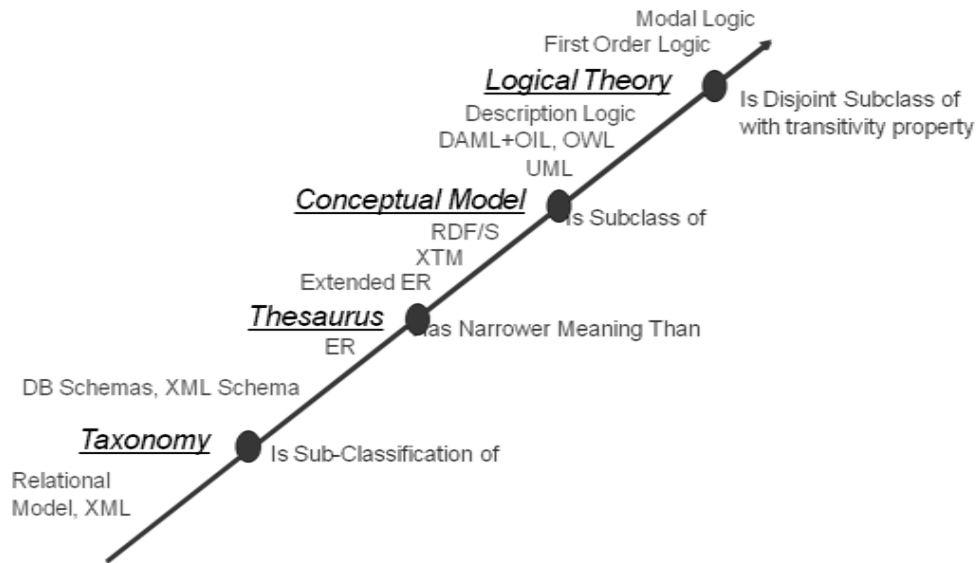 Modal Logic
First Order Logic
Logical Theory
Is Disjoint Subclass of
with transitivity property
Description Logic
DAML+OIL, OWL
UML
Conceptual Model
Is Subclass of
RDF/S
XTM
Extended ER
Thesaurus
Has Narrower Meaning Than
ER
DB Schemas, XML Schema
Taxonomy
Is Sub-Classification of
Relational
Model, XML